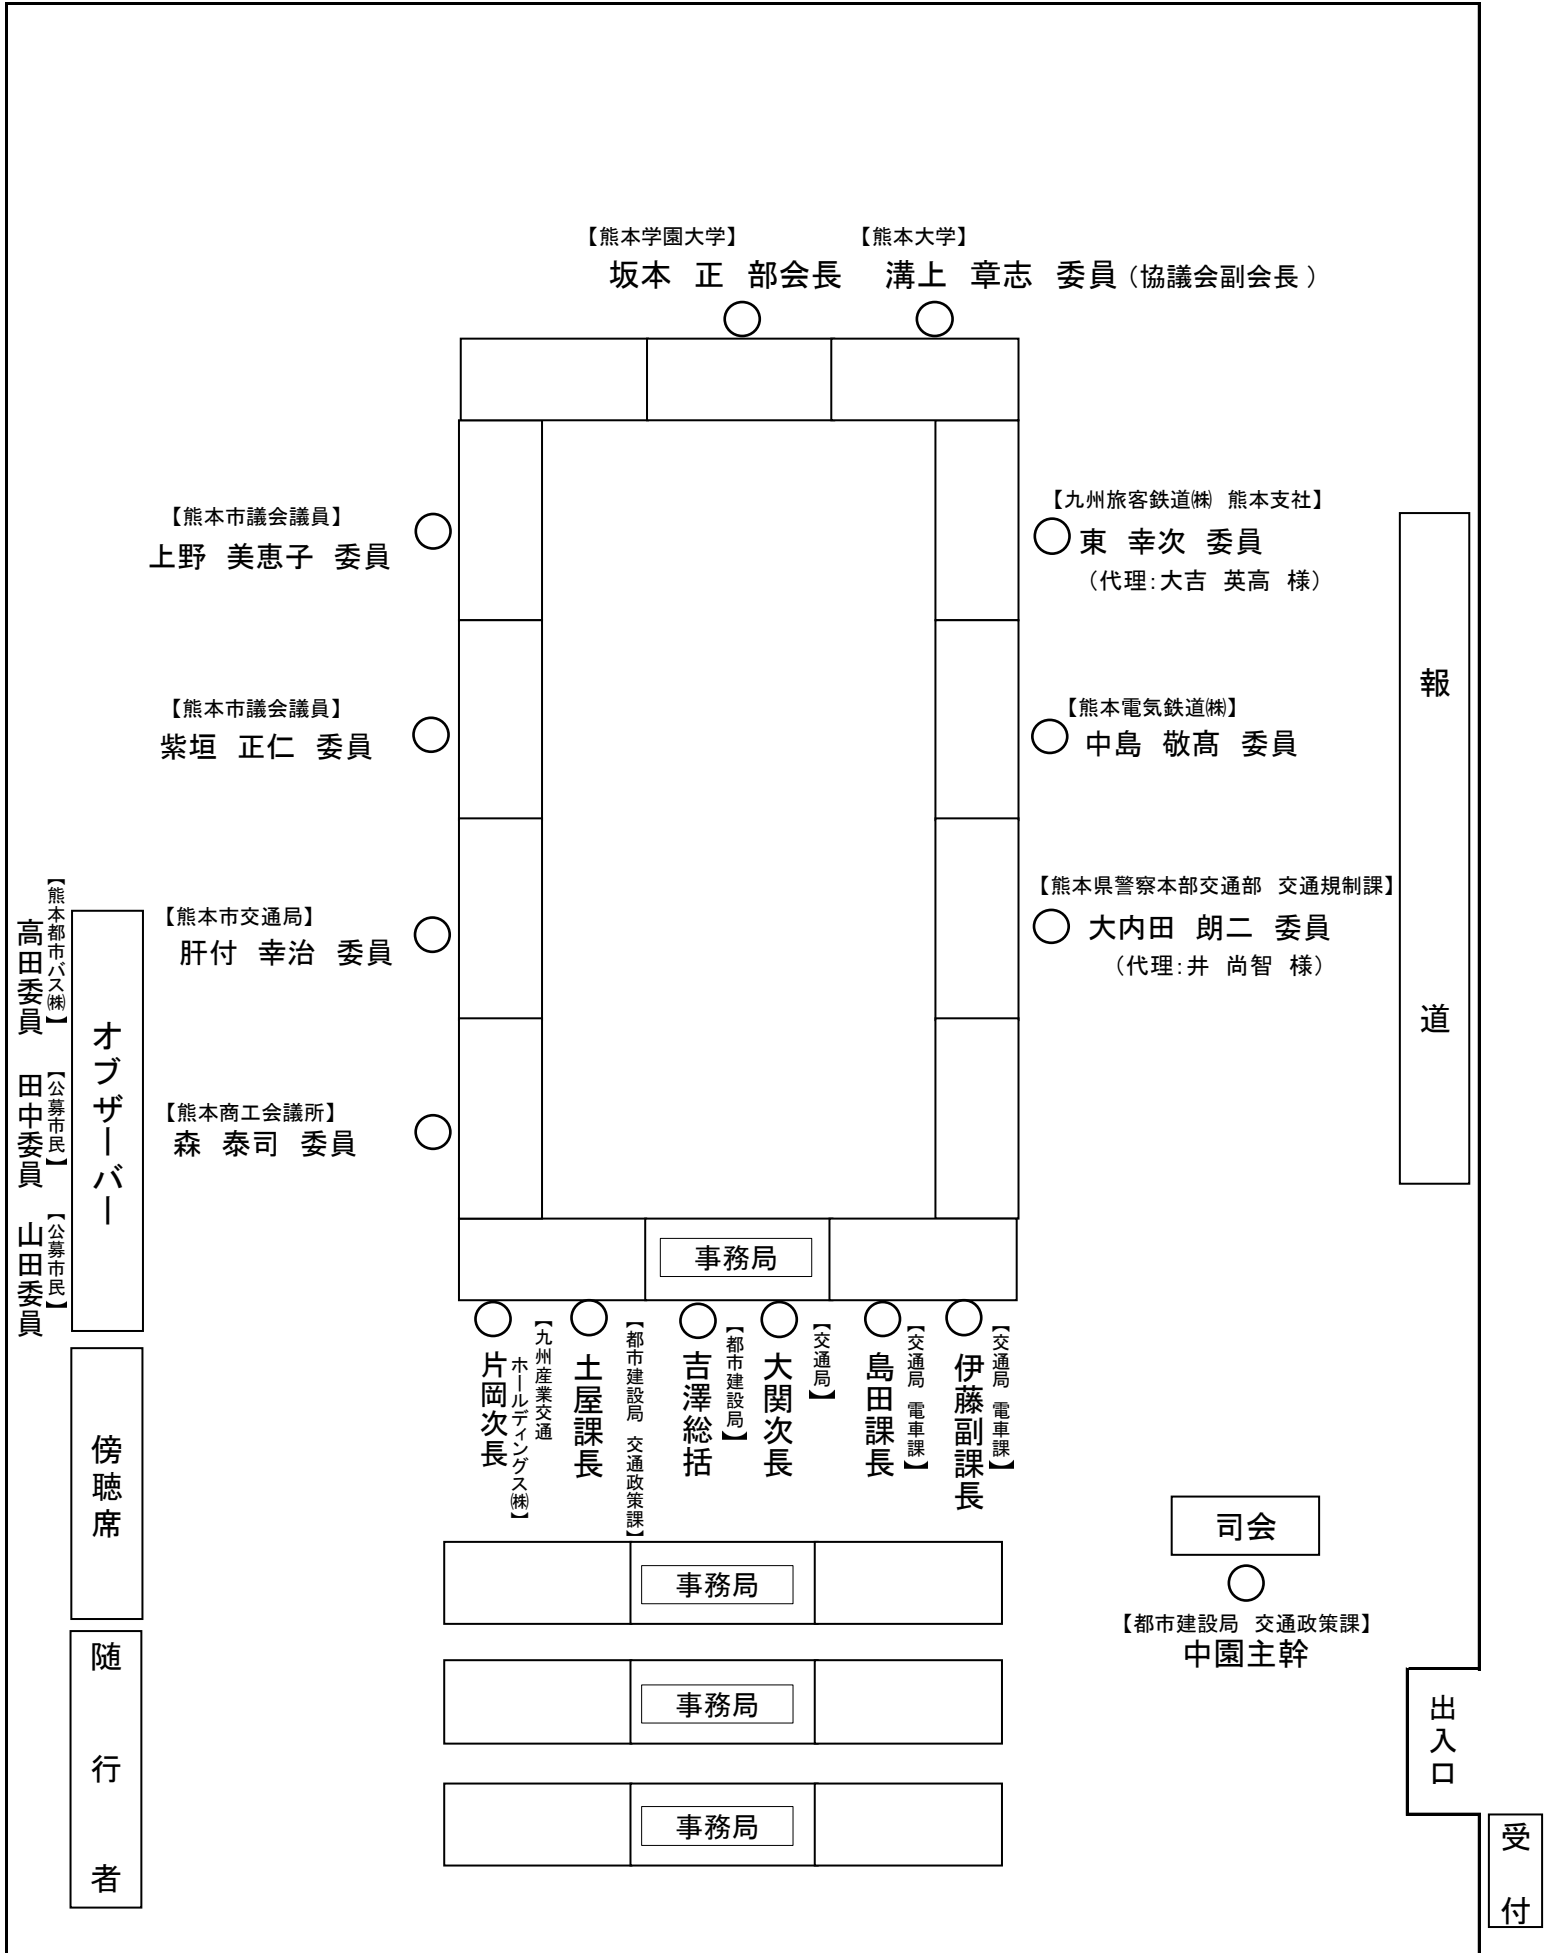 【熊本学園大学】
坂本　正　部会長
【熊本大学】
溝上　章志　委員（協議会副会長 ）
【熊本市議会議員】
上野　美恵子　委員
【熊本市議会議員】
紫垣　正仁　委員
【熊本市交通局】
肝付　幸治　委員
【熊本商工会議所】
森　泰司　委員
【九州旅客鉄道㈱　熊本支社】
東　幸次　委員
（代理：大吉　英高　様）
【熊本電気鉄道㈱】
中島　敬髙　委員
【熊本県警察本部交通部　交通規制課】
大内田　朗二　委員
（代理：井　尚智　様）
報道
【熊本都市バス㈱】
高田委員
【公募市民】
田中委員
【公募市民】
山田委員
オブザーバー
傍聴席
随行者
事務局
【九州産業交通
ホールディングス㈱】
片岡次長
【都市建設局　交通政策課】
土屋課長
【都市建設局】
吉澤総括
【交通局】
大関次長
【交通局　電車課】
島田課長
【交通局　電車課】
伊藤副課長
事務局
事務局
事務局
司会
【都市建設局　交通政策課】
中園主幹
出入口
受付